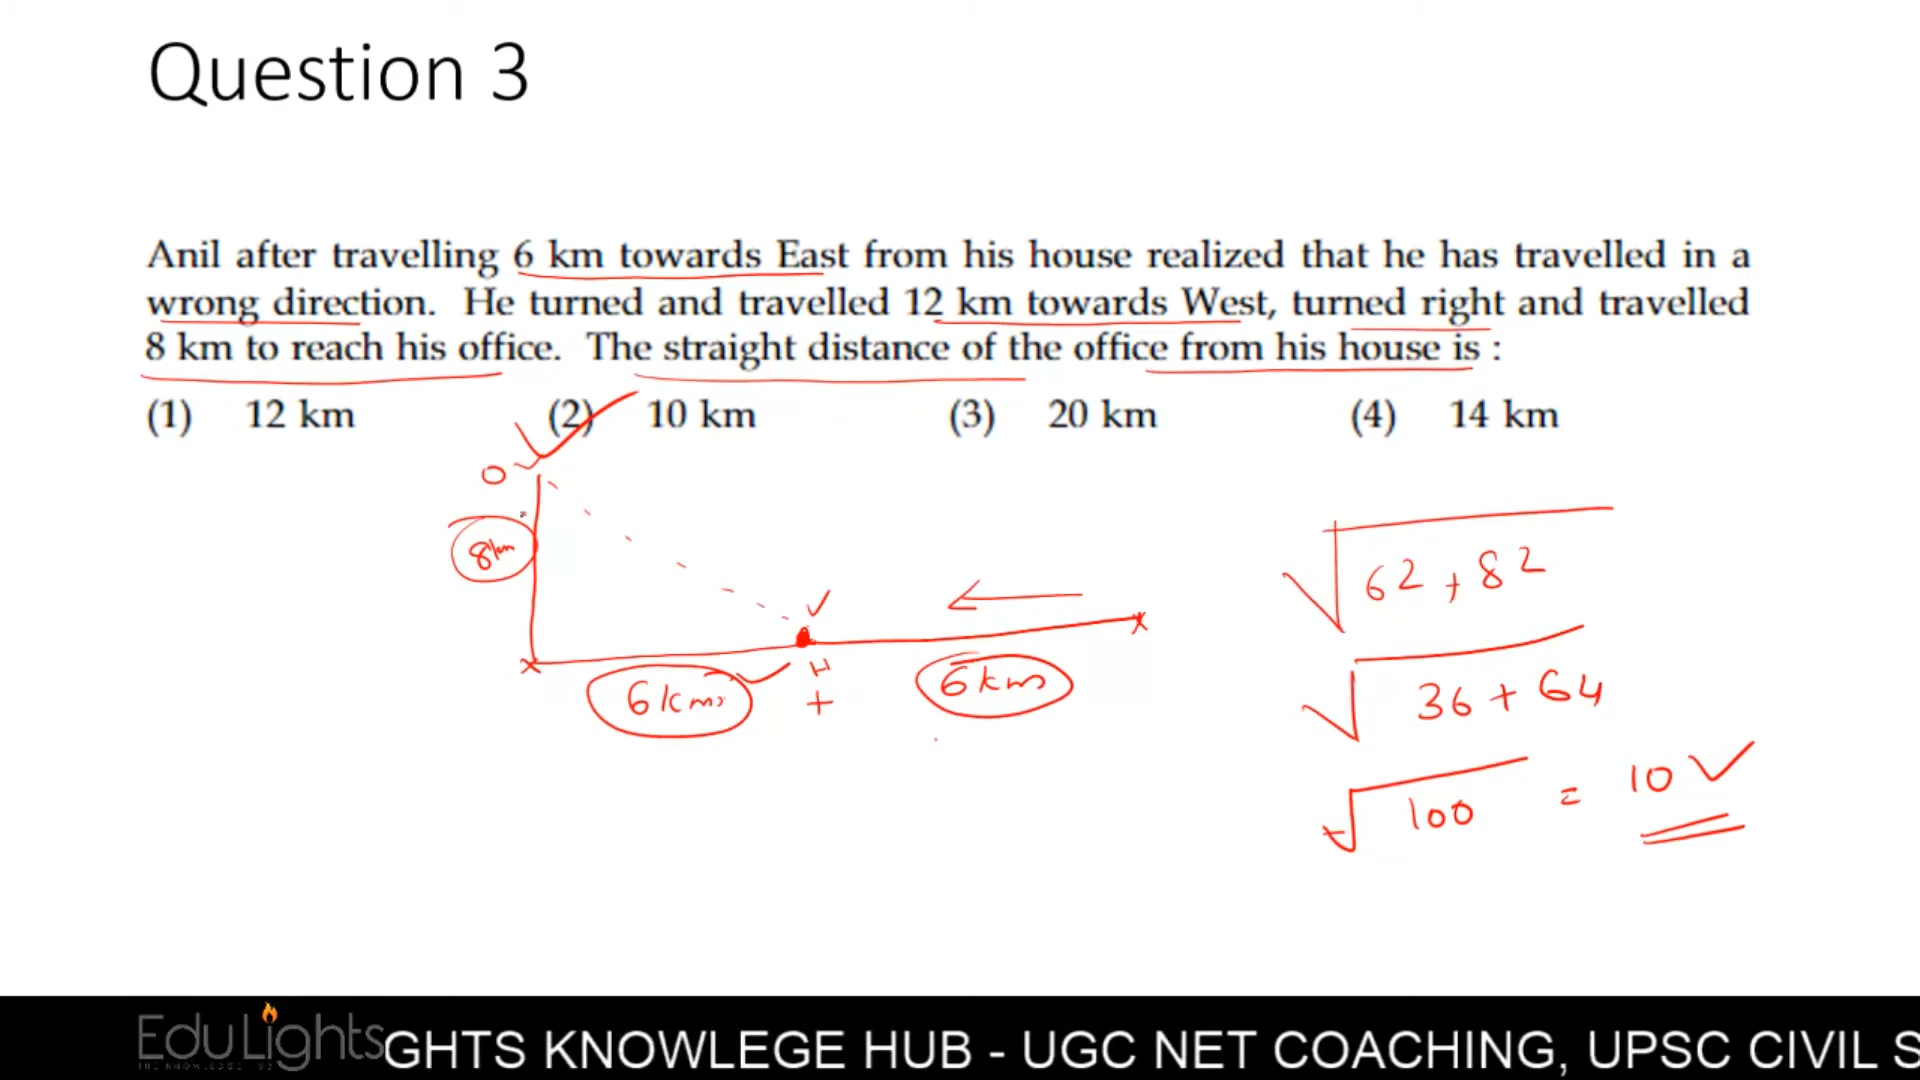 Question 3
Anil after travelling 6 km towards East from his house realized that he has travelled in a
wrong direction. He turned and travelled 12 km towards West, turned right and travelled
8 km to reach his office. The straight distance of the office from his house is :
(1) 12 km (2) 10 km (3) 20 km (4) 14 km
O
8km
6kms
H
6kms
√6² + 8²
√36 + 64
√100 = 10
EduLights
GHTS KNOWLEGE HUB - UGC NET COACHING, UPSC CIVIL S